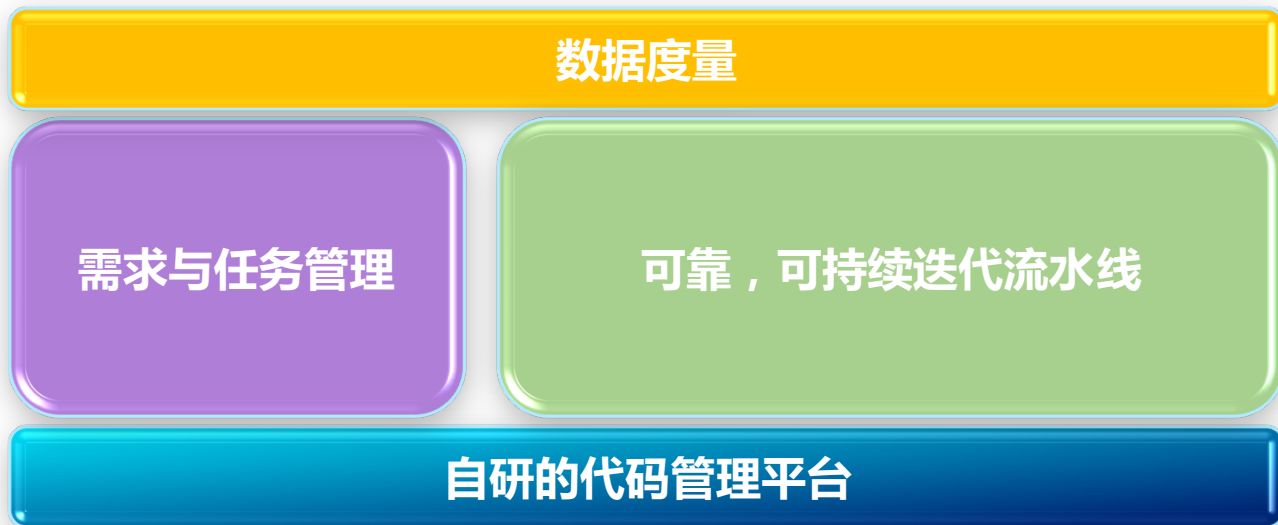 数据度量
需求与任务管理
可靠，可持续迭代流水线
自研的代码管理平台